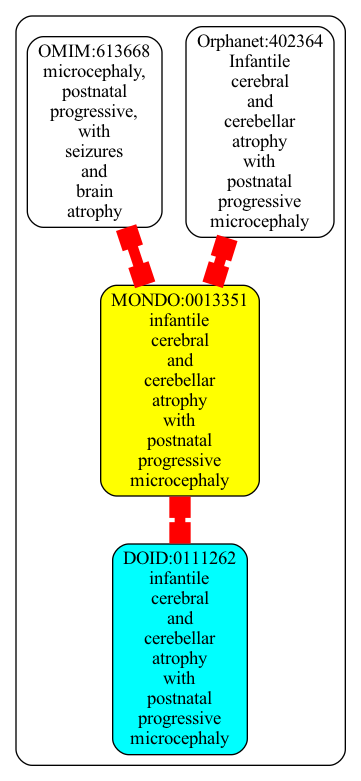 OMIM:613668
microcephaly,
postnatal
progressive,
with
seizures
and
brain
atrophy
Orphanet:402364
Infantile
cerebral
and
cerebellar
atrophy
with
postnatal
progressive
microcephaly
MONDO:0013351
infantile
cerebral
and
cerebellar
atrophy
with
postnatal
progressive
microcephaly
DOID:0111262
infantile
cerebral
and
cerebellar
atrophy
with
postnatal
progressive
microcephaly